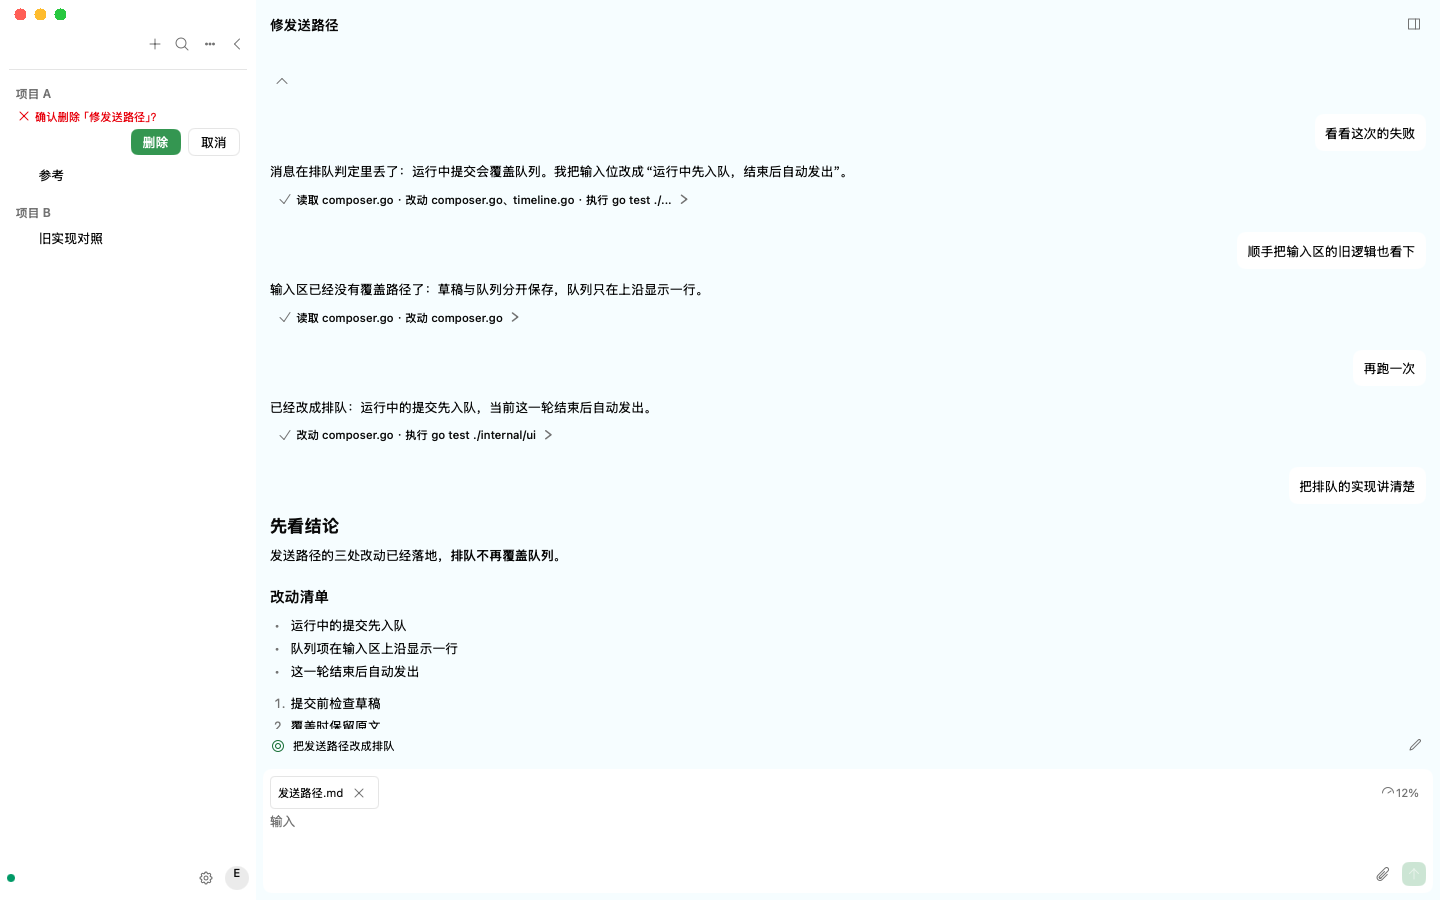 修发送路径
项目 A
确认删除「修发送路径」?
删除 取消
参考
项目 B
旧实现对照
E
看看这次的失败
消息在排队判定里丢了：运行中提交会覆盖队列。我把输入位改成“运行中先入队，结束后自动发出”。
读取 composer.go · 改动 composer.go、timeline.go · 执行 go test ./...
顺手把输入区的旧逻辑也看下
输入区已经没有覆盖路径了：草稿与队列分开保存，队列只在上沿显示一行。
读取 composer.go · 改动 composer.go
再跑一次
已经改成排队：运行中的提交先入队，当前这一轮结束后自动发出。
改动 composer.go · 执行 go test ./internal/ui
把排队的实现讲清楚
先看结论
发送路径的三处改动已经落地，排队不再覆盖队列。
改动清单
• 运行中的提交先入队
• 队列项在输入区上沿显示一行
• 这一轮结束后自动发出
1. 提交前检查草稿
2. 覆盖时保留原文
把发送路径改成排队
发送路径.md
12%
输入